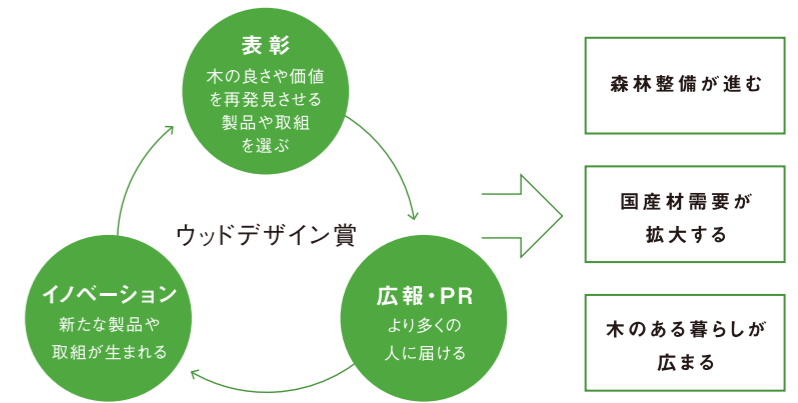 表彰
木の良さや価値
を再発見させる
製品や取組
を選ぶ
ウッドデザイン賞
イノベーション
新たな製品や
取組が生まれる
広報・PR
より多くの
人に届ける
森林整備が進む
国産材需要が
拡大する
木のある暮らしが
広まる